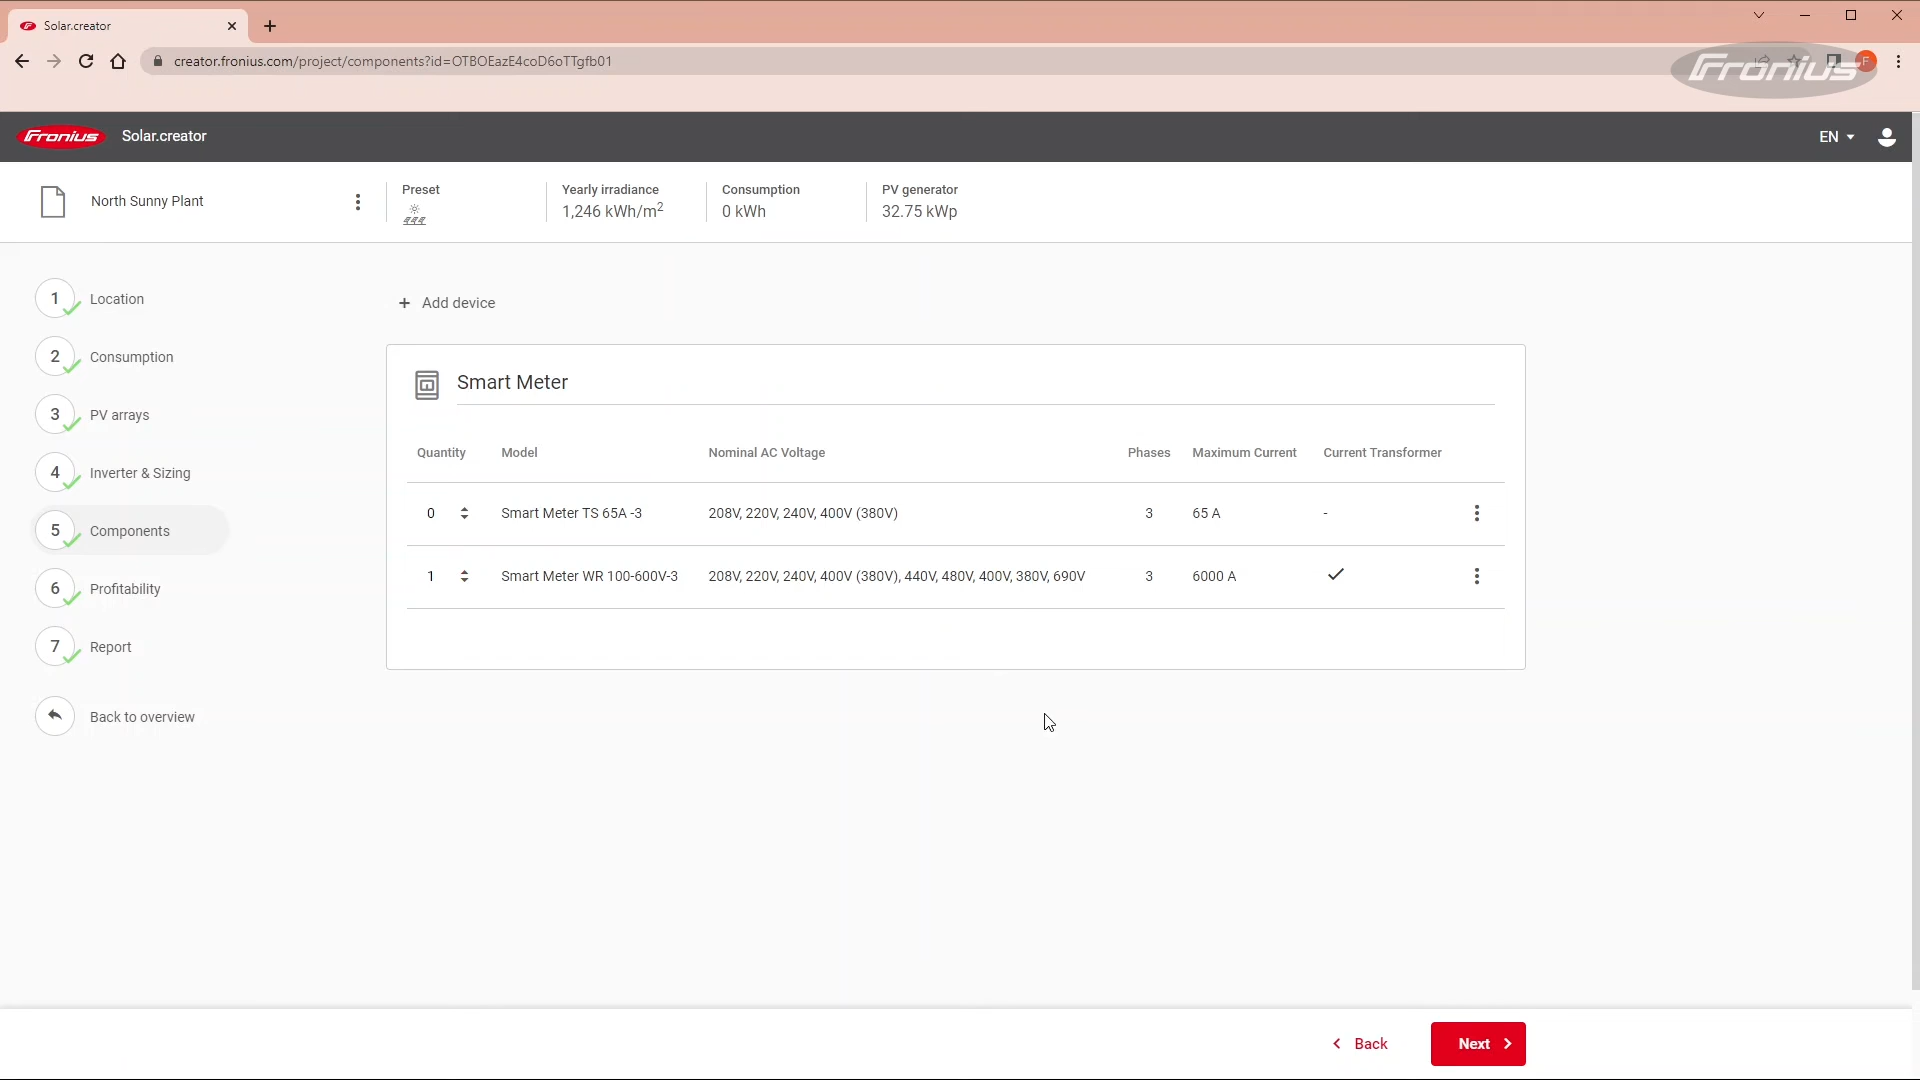 Solar.creator
creator.fronius.com/project/components?id=OTBOEazE4coD6oTTgfb01
F
Fronius
Fronius Solar.creator EN
North Sunny Plant
Preset
Yearly irradiance
1,246 kWh/m²
Consumption
0 kWh
PV generator
32.75 kWp
1 Location
2 Consumption
3 PV arrays
4 Inverter & Sizing
5 Components
6 Profitability
7 Report
Back to overview
+ Add device
Smart Meter
Quantity Model Nominal AC Voltage Phases Maximum Current Current Transformer
0 Smart Meter TS 65A -3 208V, 220V, 240V, 400V (380V) 3 65 A -
1 Smart Meter WR 100-600V-3 208V, 220V, 240V, 400V (380V), 440V, 480V, 400V, 380V, 690V 3 6000 A
Back
Next